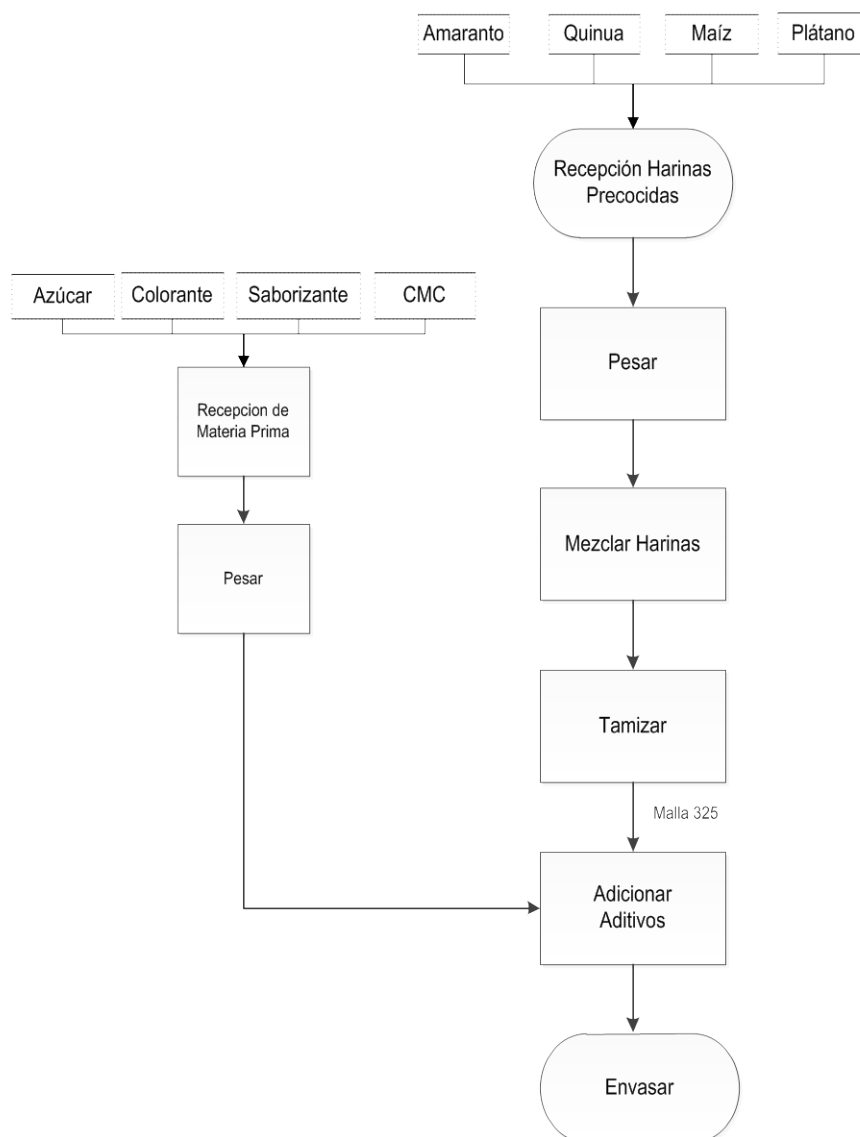 Amaranto Quinua Maíz Plátano
Recepción Harinas
Precocidas
Azúcar Colorante Saborizante CMC
Pesar
Recepcion de
Materia Prima
Mezclar Harinas
Pesar
Tamizar
Malla 325
Adicionar
Aditivos
Envasar